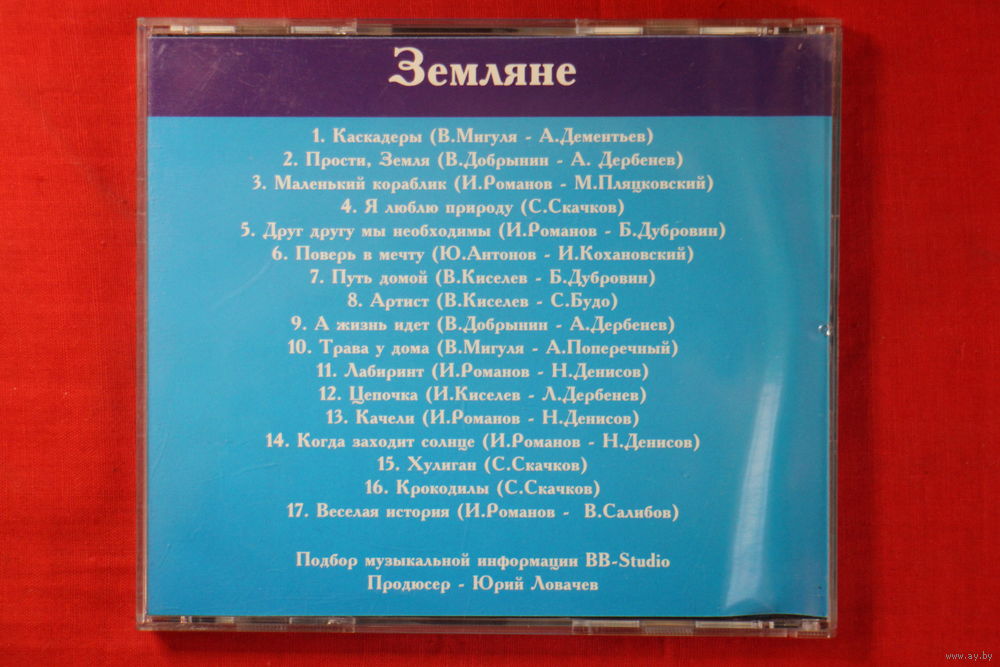 Земляне
1. Каскадеры (В.Мигуля - А.Дементьев)
2. Прости, Земля (В.Добрынин - А. Дербенев)
3. Маленький кораблик (И.Романов - М.Пляцковский)
4. Я люблю природу (С.Скачков)
5. Друг другу мы необходимы (И.Романов - Б.Дубровин)
6. Поверь в мечту (Ю.Антонов - И.Кохановский)
7. Путь домой (В.Киселев - Б.Дубровин)
8. Артист (В.Киселев - С.Будо)
9. А жизнь идет (В.Добрынин - А.Дербенев)
10. Трава у дома (В.Мигуля - А.Поперечный)
11. Лабиринт (И.Романов - Н.Денисов)
12. Цепочка (И.Киселев - Л.Дербенев)
13. Качели (И.Романов - Н.Денисов)
14. Когда заходит солнце (И.Романов - Н.Денисов)
15. Хулиган (С.Скачков)
16. Крокодилы (С.Скачков)
17. Веселая история (И.Романов - В.Салибов)
Подбор музыкальной информации BB-Studio
Продюсер - Юрий Ловачев
www.ay.by